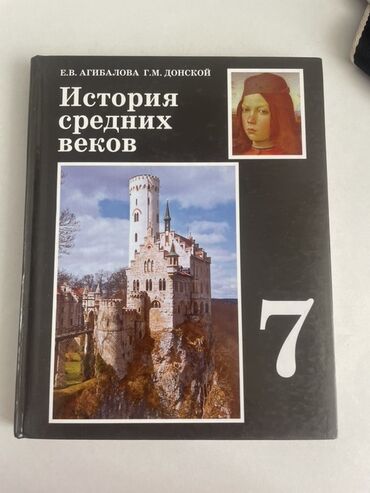 Е.В. АГИБАЛОВА Г.М. ДОНСКОЙ
История
средних
веков
7